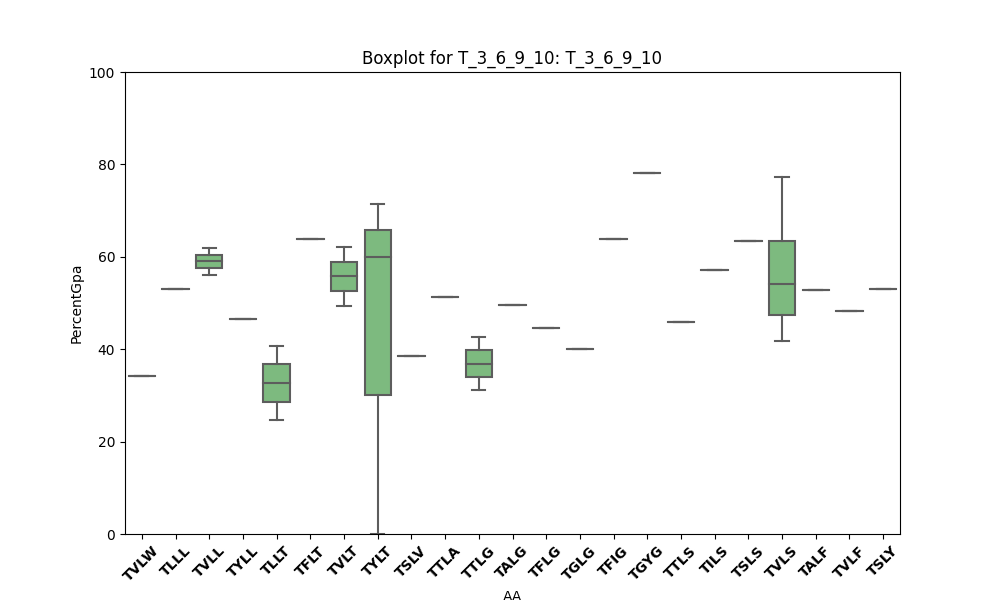 Boxplot for T_3_6_9_10: T_3_6_9_10
100
80
60
40
20
0
PercentGpa
TVLW TLLL TVLL TYLL TLLT TFLT TVLT TYLT TSLV TTLA TTLG TALG TFLG TGLG TFIG TGYG TTLS TILS TSLS TVLS TALF TVLF TSLY
AA